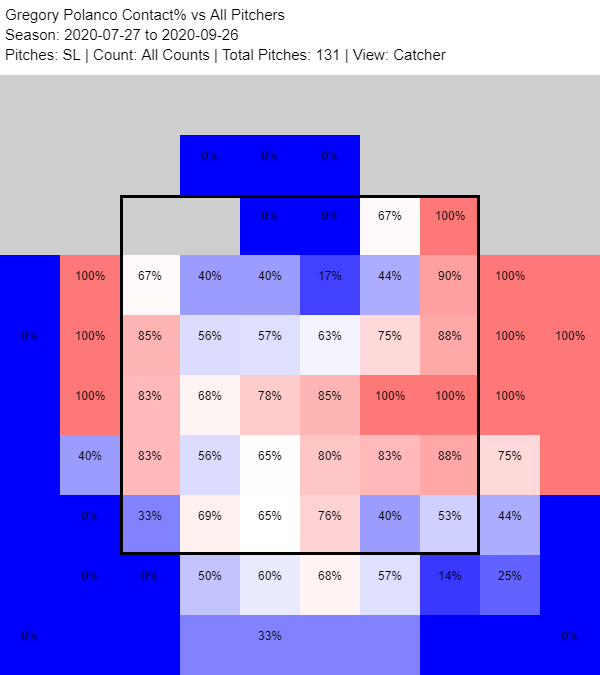 Gregory Polanco Contact% vs All Pitchers
Season: 2020-07-27 to 2020-09-26
Pitches: SL | Count: All Counts | Total Pitches: 131 | View: Catcher
0% 0% 0%
0% 0% 67% 100%
100% 67% 40% 40% 17% 44% 90% 100%
0% 100% 85% 56% 57% 63% 75% 88% 100% 100%
100% 83% 68% 78% 85% 100% 100% 100%
40% 83% 56% 65% 80% 83% 88% 75%
0% 33% 69% 65% 76% 40% 53% 44%
0% 0% 50% 60% 68% 57% 14% 25%
0% 33% 0%